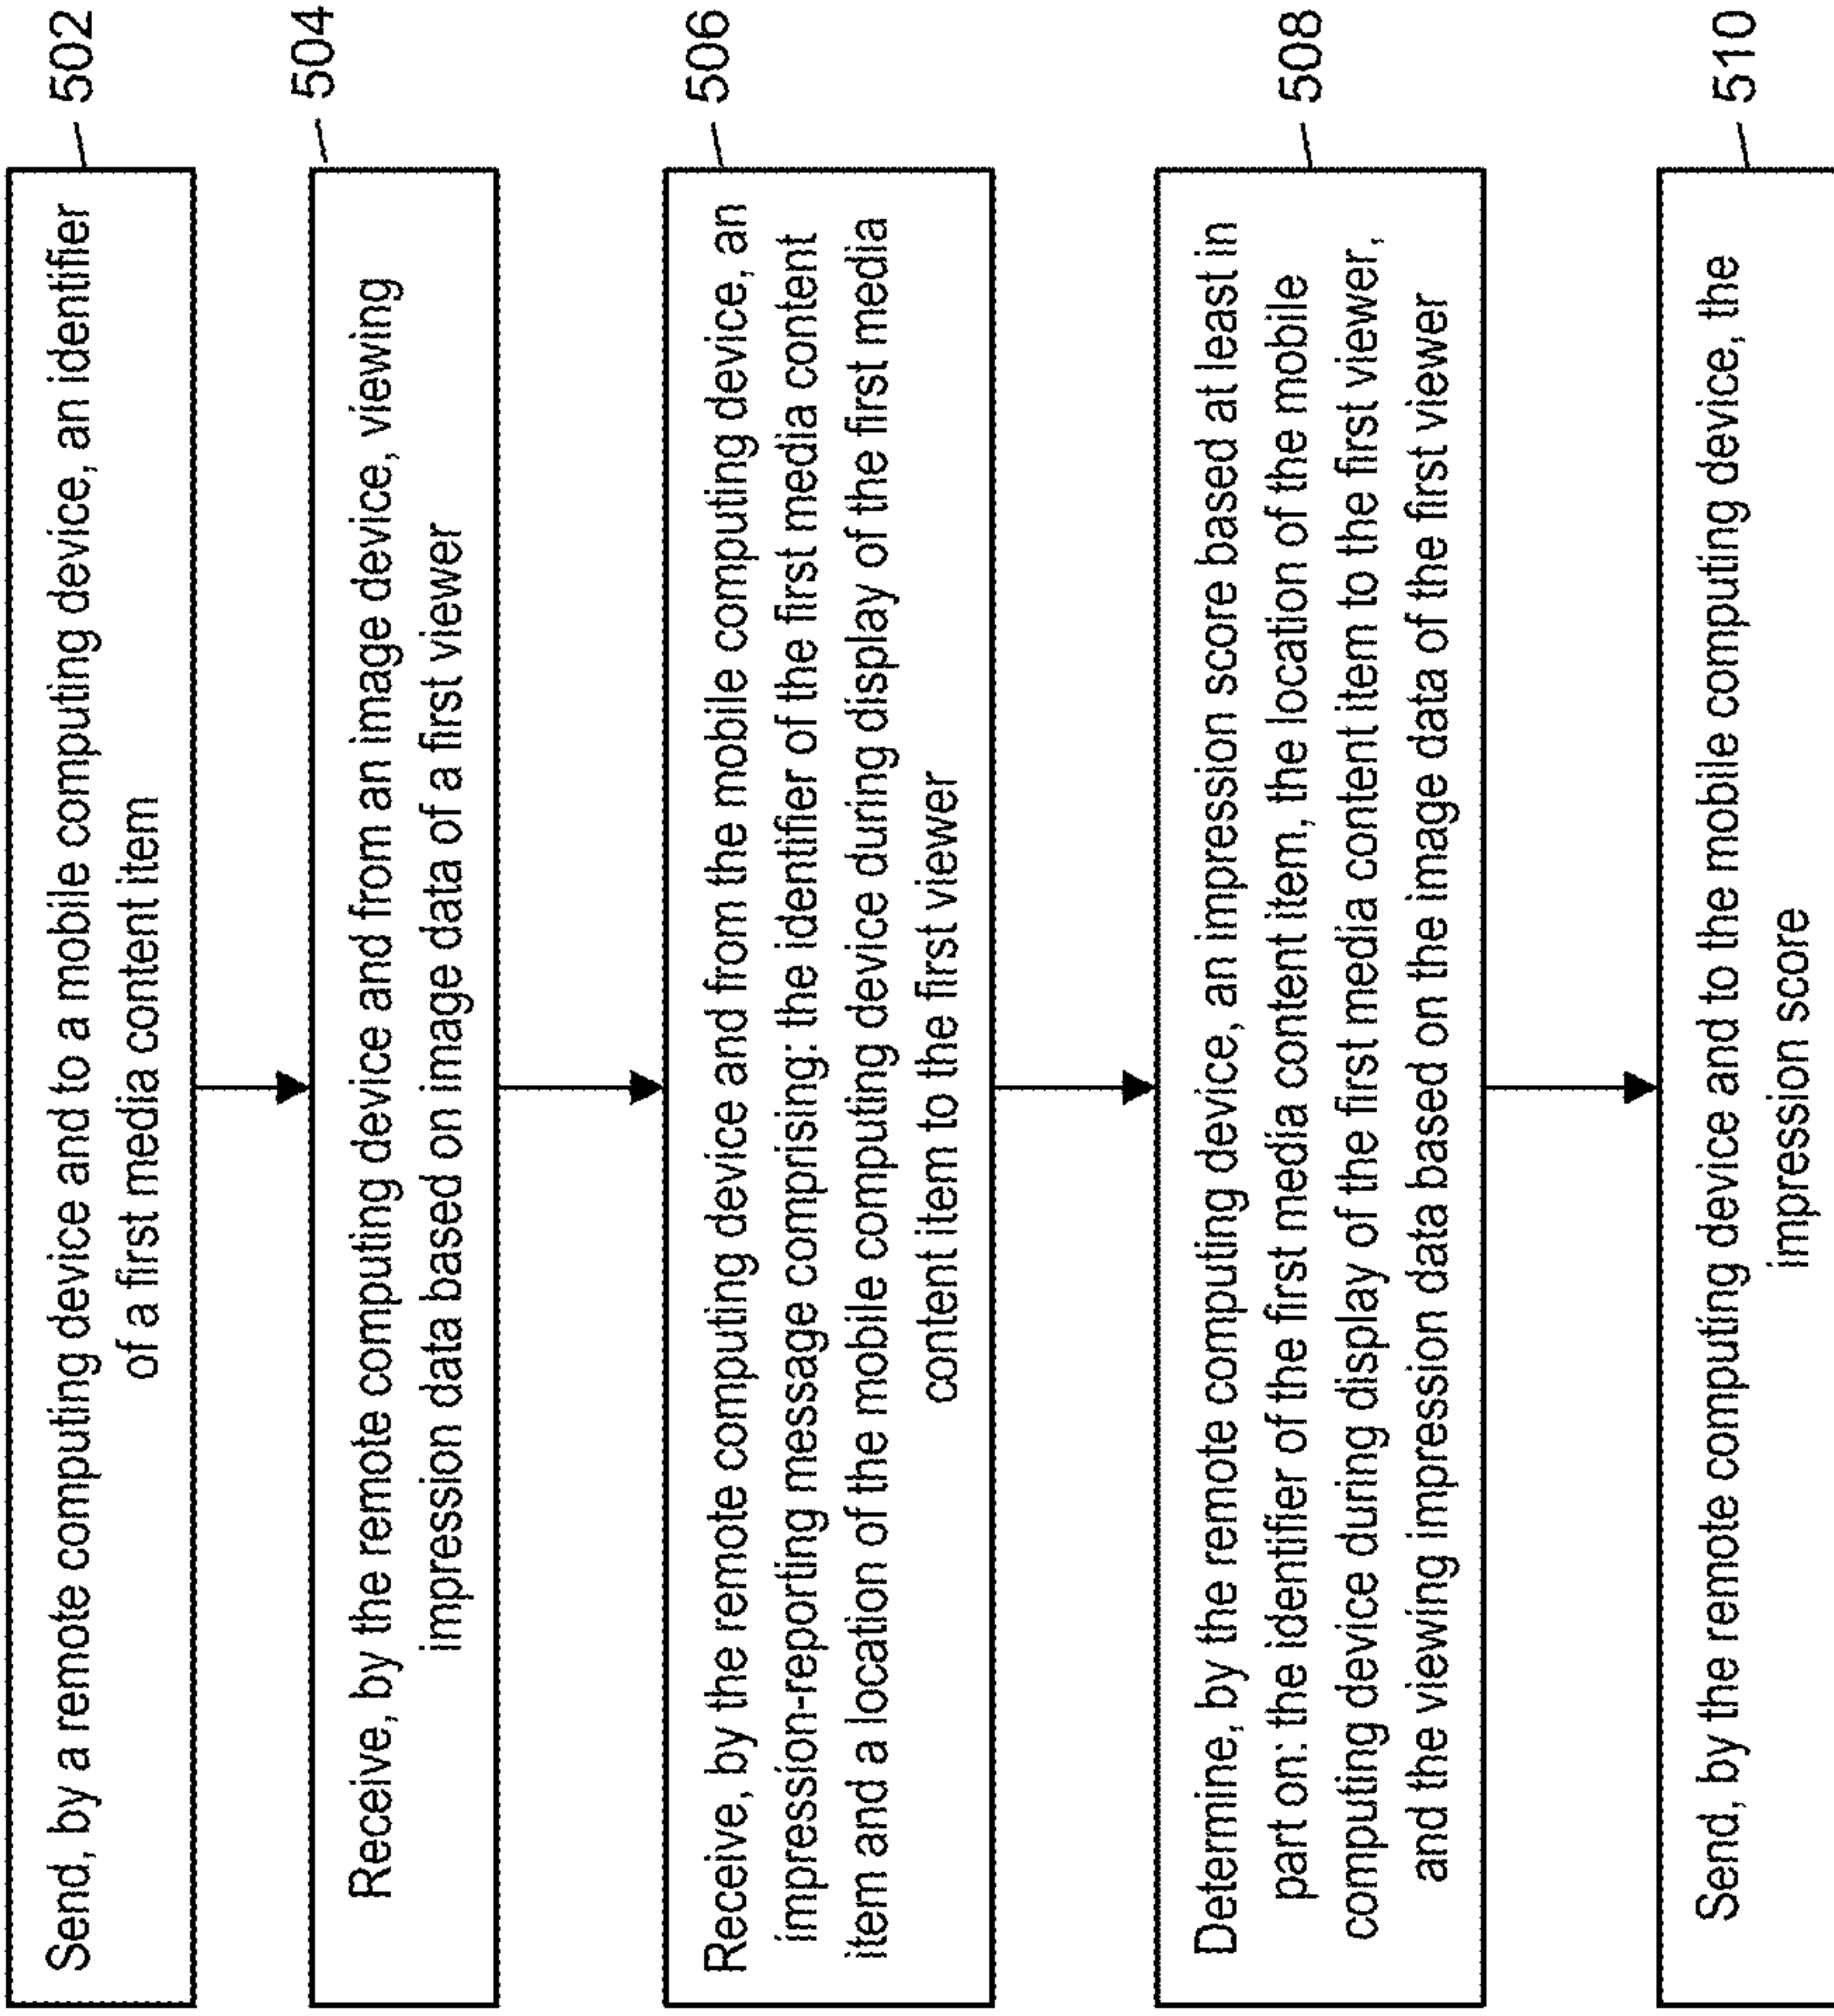 Send, by a remote computing device and to a mobile computing device, an identifier
of a first media content item
502
Receive, by the remote computing device and from an image device, viewing
impression data based on image data of a first viewer
504
Receive, by the remote computing device and from the mobile computing device, an
impression-reporting message comprising: the identifier of the first media content
item and a location of the mobile computing device during display of the first media
content item to the first viewer
506
Determine, by the remote computing device, an impression score based at least in
part on: the identifier of the first media content item, the location of the mobile
computing device during display of the first media content item to the first viewer,
and the viewing impression data based on the image data of the first viewer
508
Send, by the remote computing device and to the mobile computing device, the
impression score
510